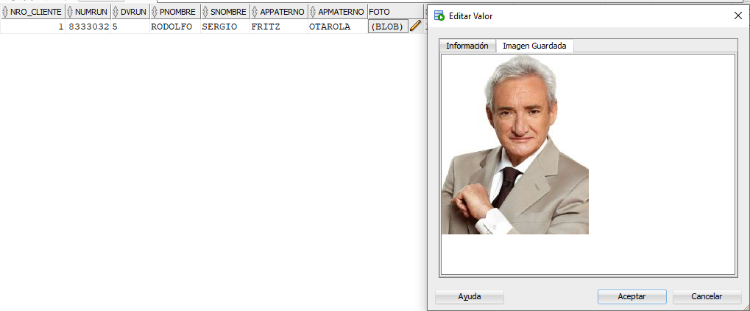 NRO_CLIENTE NUMRUN DVRUN PNOMBRE SNOMBRE APPATERNO APMATERNO FOTO
1 8333032 5 RODOLFO SERGIO FRITZ OTAROLA (BLOB)
Editar Valor
Información Imagen Guardada
Ayuda Aceptar Cancelar